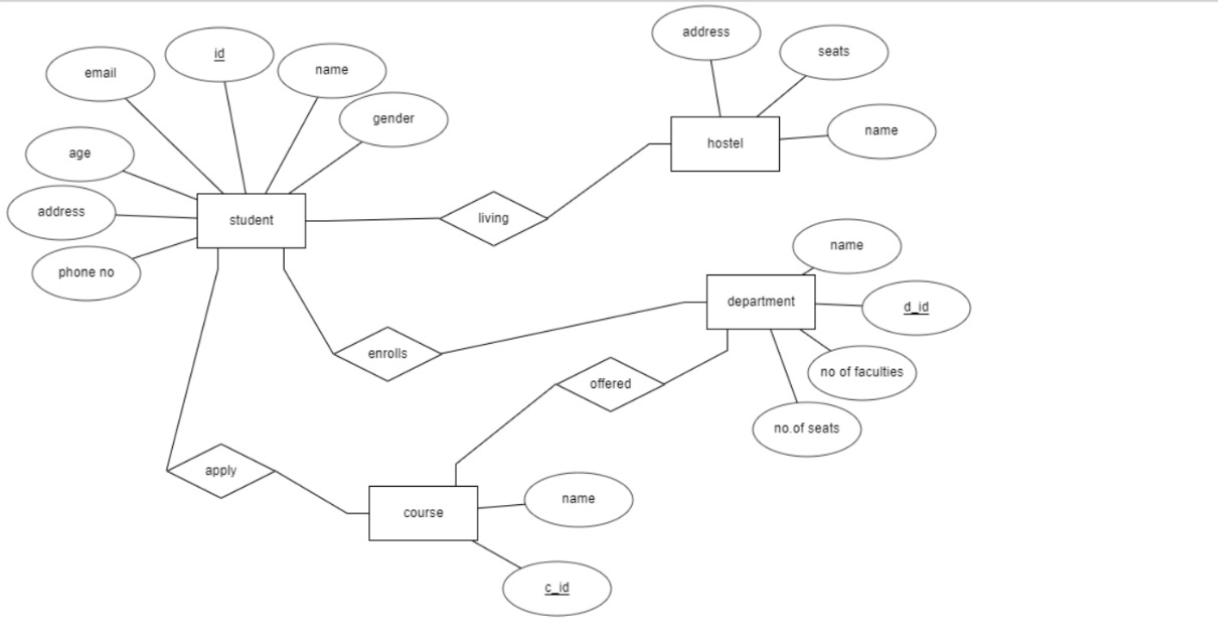 address
id
seats
name
email
gender
name
hostel
age
address
student
living
name
phone no
department
d_id
enrolls
offered
no of faculties
no.of seats
apply
name
course
c_id